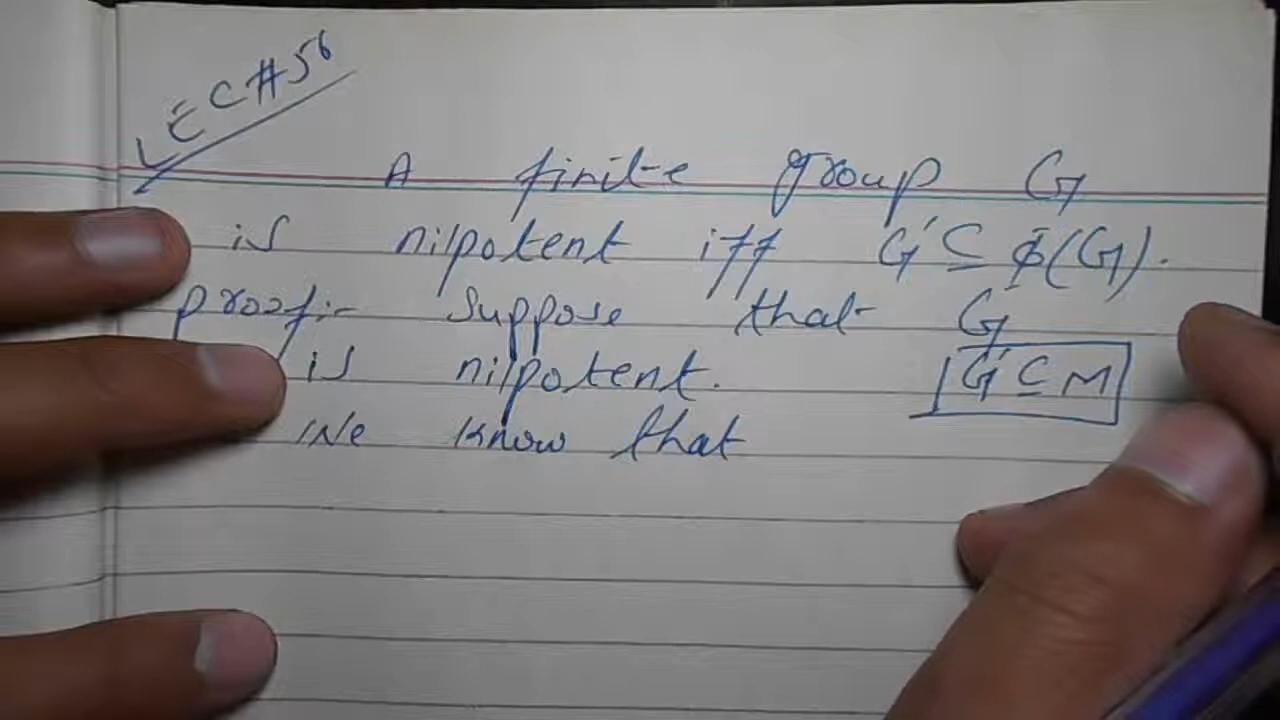 LEC#56
A finite group G
is nilpotent iff G' ⊆ Φ(G).
proof:- Suppose that G
is nilpotent. G' ⊆ M
We know that